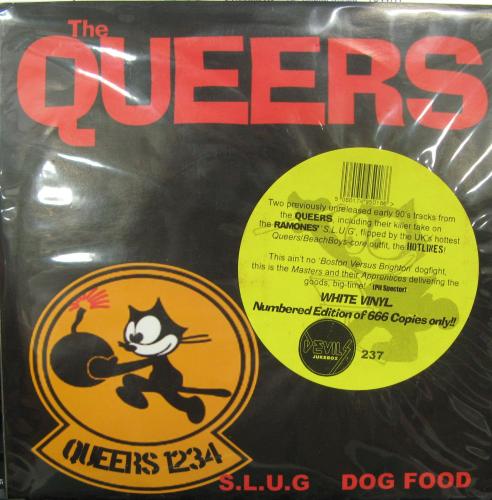 The
QUEERS
Two previously unreleased early 90's tracks from
the QUEERS, including their killer take on
the RAMONES' 'S.L.U.G', flipped by the UK's hottest
Queers/BeachBoys-core outfit, the HOTLINES!
This ain't no 'Boston Versus Brighton' dogfight,
this is the Masters and their Apprentices delivering the
goods, big-time! (Phil Spector)
WHITE VINYL.
Numbered Edition of 666 Copies only!!
DEVILS
JUKEBOX
237
QUEERS 1234
S.L.U.G DOG FOOD